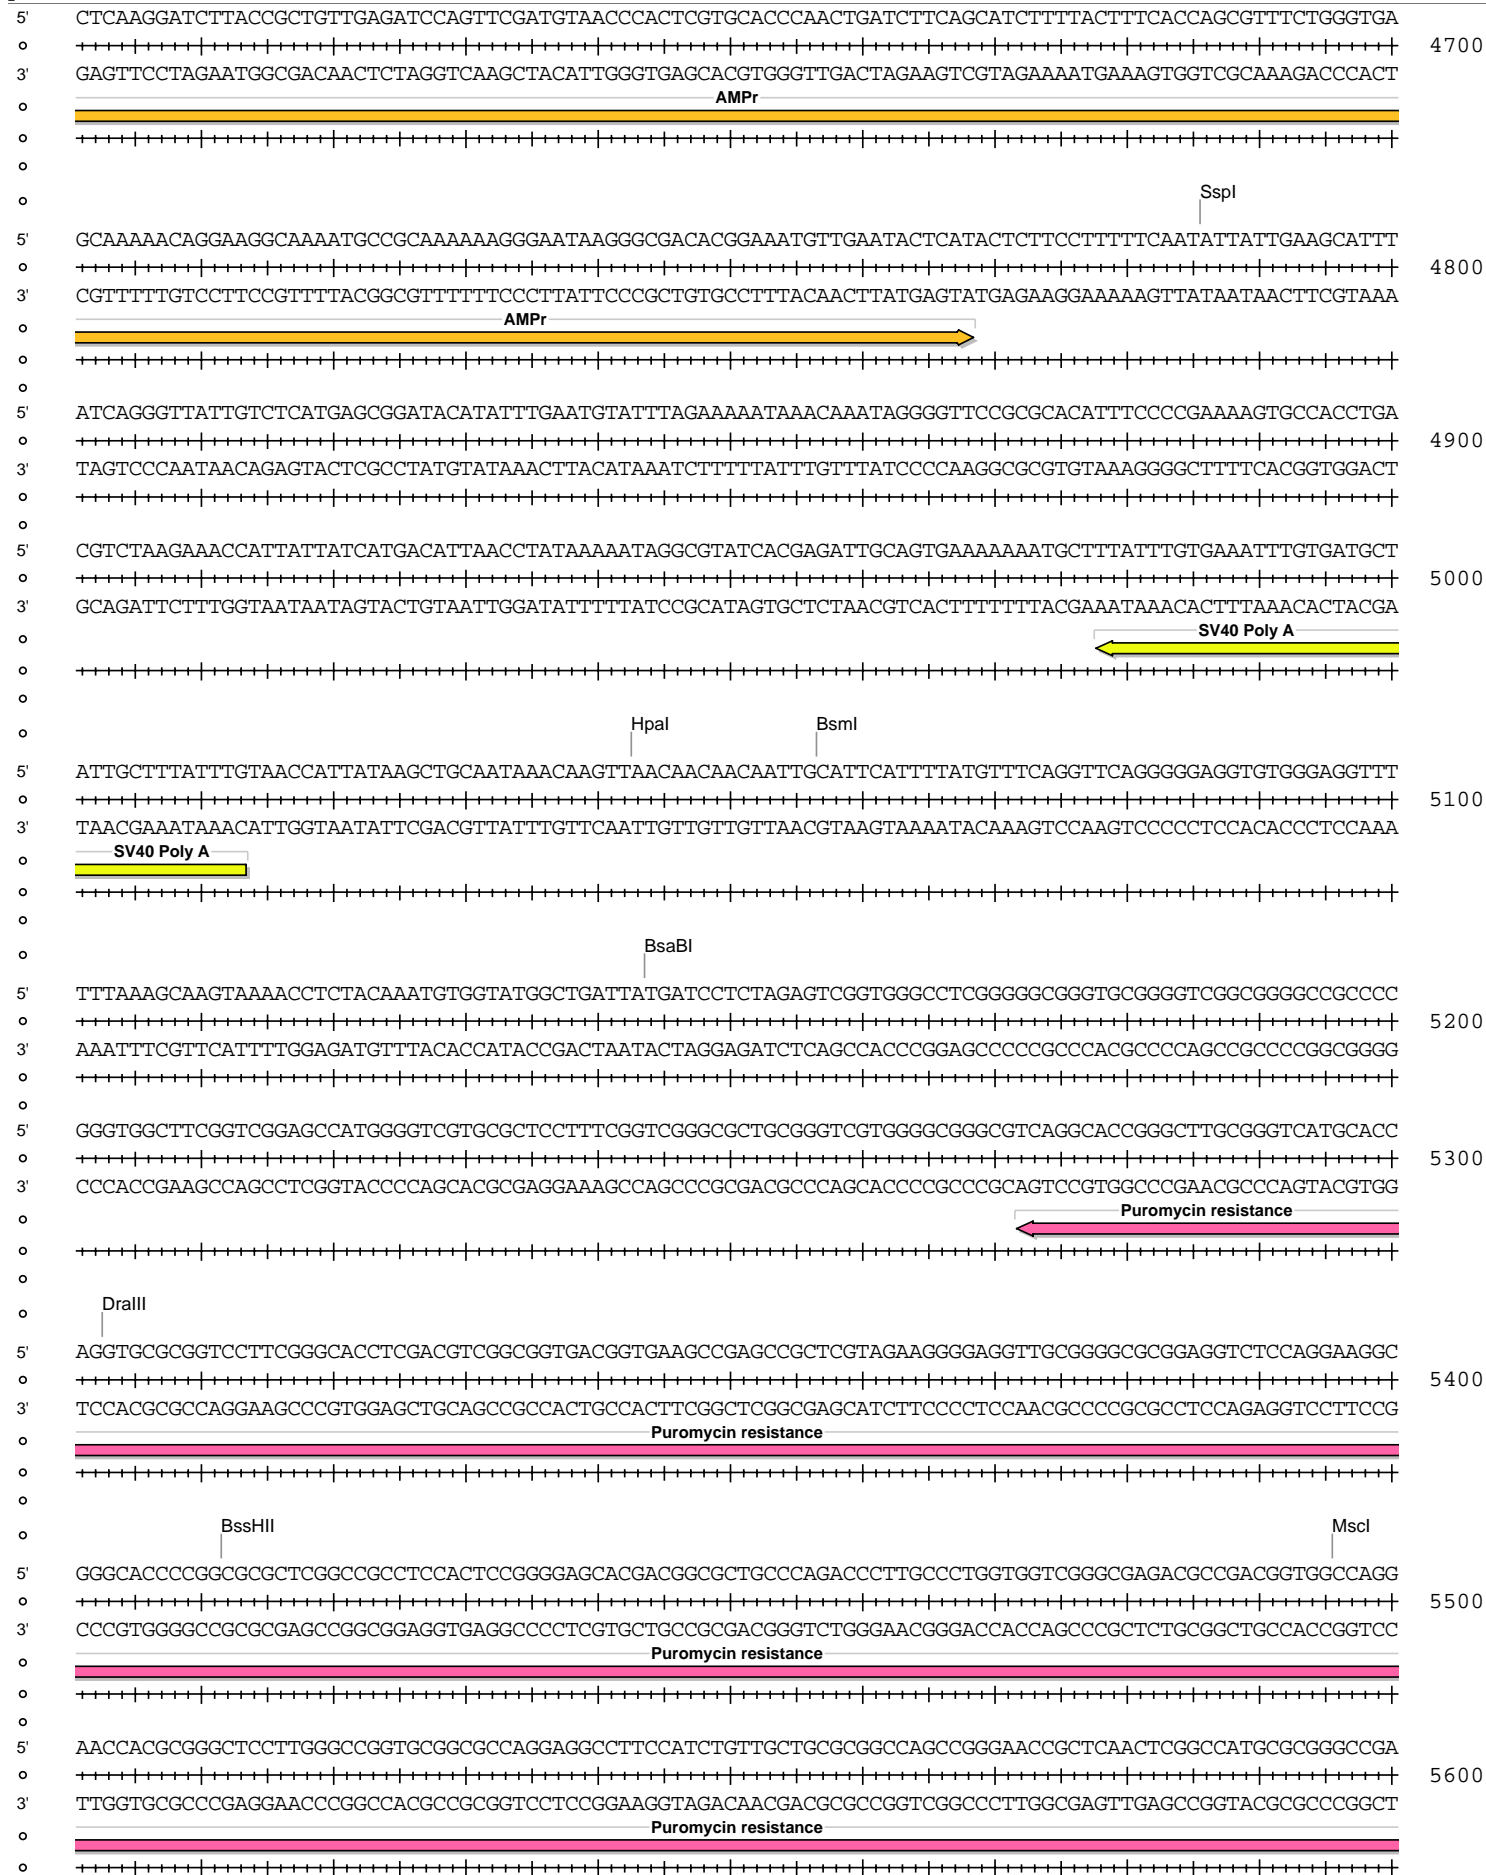 5' CTCAAGGATCTTACCGCTGTTGAGATCCAGTTCGATGTAACCCACTCGTGCACCCAACTGATCTTCAGCATCTTTTACTTTCACCAGCGTTTCTGGGTGA
4700
3' GAGTTCCTAGAATGGCGACAACTCTAGGTCAAGCTACATTGGGTGAGCACGTGGGTTGACTAGAAGTCGTAGAAAATGAAAGTGGTCGCAAAGACCCACT
AMPr
SspI
5' GCAAAAACAGGAAGGCAAAATGCCGCAAAAAAGGGAATAAGGGCGACACGGAAATGTTGAATACTCATACTCTTCCTTTTTCAATATTATTGAAGCATTT
4800
3' CGTTTTTGTCCTTCCGTTTTACGGCGTTTTTTCCCTTATTCCCGCTGTGCCTTTACAACTTATGAGTATGAGAAGGAAAAAGTTATAATAACTTCGTAAA
AMPr
5' ATCAGGGTTATTGTCTCATGAGCGGATACATATTTGAATGTATTTAGAAAAATAAACAAATAGGGGTTCCGCGCACATTTCCCCGAAAAGTGCCACCTGA
4900
3' TAGTCCCAATAACAGAGTACTCGCCTATGTATAAACTTACATAAATCTTTTTATTTGTTTATCCCCAAGGCGCGTGTAAAGGGGCTTTTCACGGTGGACT
5' CGTCTAAGAAACCATTATTATCATGACATTAACCTATAAAAATAGGCGTATCACGAGATTGCAGTGAAAAAAATGCTTTATTTGTGAAATTTGTGATGCT
5000
3' GCAGATTCTTTGGTAATAATAGTACTGTAATTGGATATTTTTATCCGCATAGTGCTCTAACGTCACTTTTTTTACGAAATAAACACTTTAAACACTACGA
SV40 Poly A
HpaI BsmI
5' ATTGCTTTATTTGTAACCATTATAAGCTGCAATAAACAAGTTAACAACAACAATTGCATTCATTTTATGTTTCAGGTTCAGGGGGAGGTGTGGGAGGTTT
5100
3' TAACGAAATAAACATTGGTAATATTCGACGTTATTTGTTCAATTGTTGTTGTTAACGTAAGTAAAATACAAAGTCCAAGTCCCCCTCCACACCCTCCAAA
SV40 Poly A
BsaBI
5' TTTAAAGCAAGTAAAACCTCTACAAATGTGGTATGGCTGATTATGATCCTCTAGAGTCGGTGGGCCTCGGGGGCGGGTGCGGGGTCGGCGGGGCCGCCCC
5200
3' AAATTTCGTTCATTTTGGAGATGTTTACACCATACCGACTAATACTAGGAGATCTCAGCCACCCGGAGCCCCCGCCCACGCCCCAGCCGCCCCGGCGGGG
5' GGGTGGCTTCGGTCGGAGCCATGGGGTCGTGCGCTCCTTTCGGTCGGGCGCTGCGGGTCGTGGGGCGGGCGTCAGGCACCGGGCTTGCGGGTCATGCACC
5300
3' CCCACCGAAGCCAGCCTCGGTACCCCAGCACGCGAGGAAAGCCAGCCCGCGACGCCCAGCACCCCGCCCGCAGTCCGTGGCCCGAACGCCCAGTACGTGG
Puromycin resistance
DraIII
5' AGGTGCGCGGTCCTTCGGGCACCTCGACGTCGGCGGTGACGGTGAAGCCGAGCCGCTCGTAGAAGGGGAGGTTGCGGGGCGCGGAGGTCTCCAGGAAGGC
5400
3' TCCACGCGCCAGGAAGCCCGTGGAGCTGCAGCCGCCACTGCCACTTCGGCTCGGCGAGCATCTTCCCCTCCAACGCCCCGCGCCTCCAGAGGTCCTTCCG
Puromycin resistance
BssHII MscI
5' GGGCACCCCGGCGCGCTCGGCCGCCTCCACTCCGGGGAGCACGACGGCGCTGCCCAGACCCTTGCCCTGGTGGTCGGGCGAGACGCCGACGGTGGCCAGG
5500
3' CCCGTGGGGCCGCGCGAGCCGGCGGAGGTGAGGCCCCTCGTGCTGCCGCGACGGGTCTGGGAACGGGACCACCAGCCCGCTCTGCGGCTGCCACCGGTCC
Puromycin resistance
5' AACCACGCGGGCTCCTTGGGCCGGTGCGGCGCCAGGAGGCCTTCCATCTGTTGCTGCGCGGCCAGCCGGGAACCGCTCAACTCGGCCATGCGCGGGCCGA
5600
3' TTGGTGCGCCCGAGGAACCCGGCCACGCCGCGGTCCTCCGGAAGGTAGACAACGACGCGCCGGTCGGCCCTTGGCGAGTTGAGCCGGTACGCGCCCGGCT
Puromycin resistance